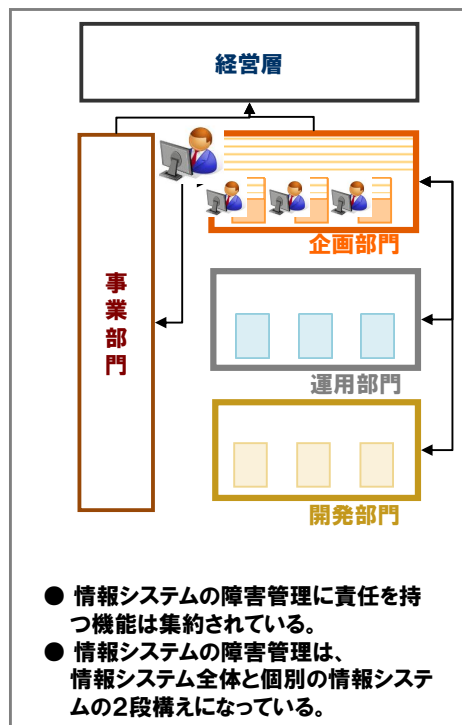 経営層
企画部門
事業部門
運用部門
開発部門
● 情報システムの障害管理に責任を持
つ機能は集約されている。
● 情報システムの障害管理は、
情報システム全体と個別の情報システ
ムの2段構えになっている。